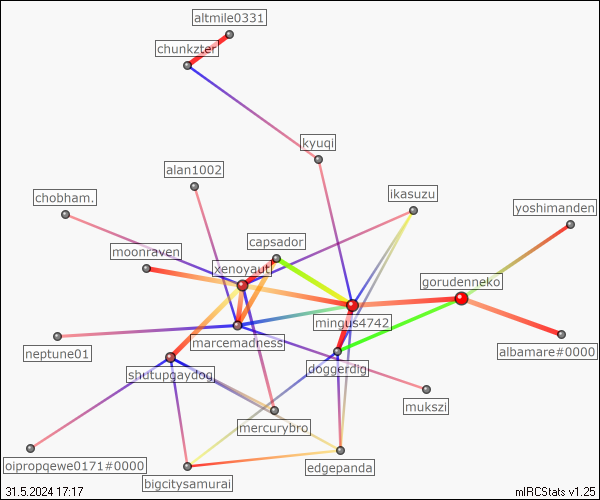 altmile0331
chunkzter
kyuqi
alan1002
ikasuzu
chobham.
yoshimanden
capsador
moonraven
xenoyaut
gorudenneko
mingus4742
marcemadness
neptune01
albamare#0000
doggerdig
shutupgaydog
mukszi
mercurybro
oipropqewe0171#0000
edgepanda
bigcitysamurai
31.5.2024 17:17
mIRCStats v1.25